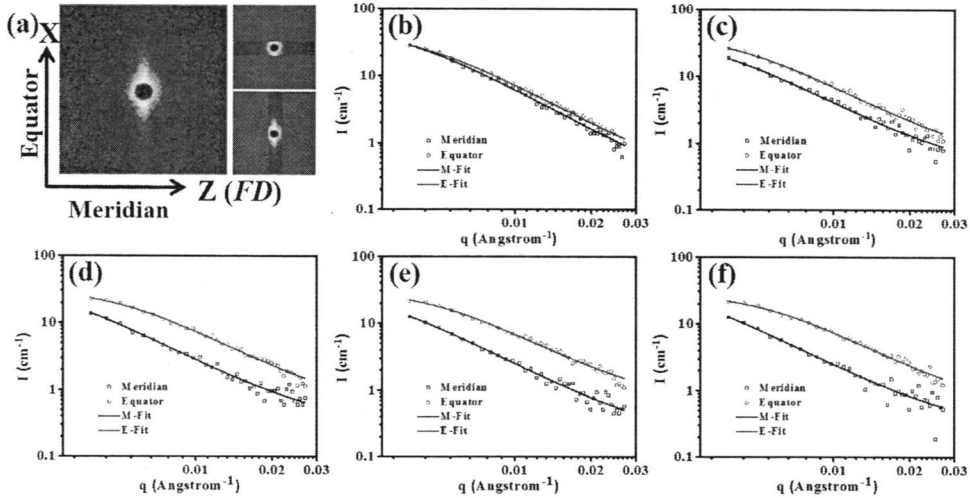 (a)
X
Equator
Z (FD)
Meridian
(b)
100
10
1
0.1
I (cm⁻¹)
Meridian
Equator
M-Fit
E-Fit
0.01
0.02
0.03
q (Angstrom⁻¹)
(c)
100
10
1
0.1
I (cm⁻¹)
Meridian
Equator
M-Fit
E-Fit
0.01
0.02
0.03
q (Angstrom⁻¹)
(d)
100
10
1
0.1
I (cm⁻¹)
Meridian
Equator
M-Fit
E-Fit
0.01
0.02
0.03
q (Angstrom⁻¹)
(e)
100
10
1
0.1
I (cm⁻¹)
Meridian
Equator
M-Fit
E-Fit
0.01
0.02
0.03
q (Angstrom⁻¹)
(f)
100
10
1
0.1
I (cm⁻¹)
Meridian
Equator
M-Fit
E-Fit
0.01
0.02
0.03
q (Angstrom⁻¹)